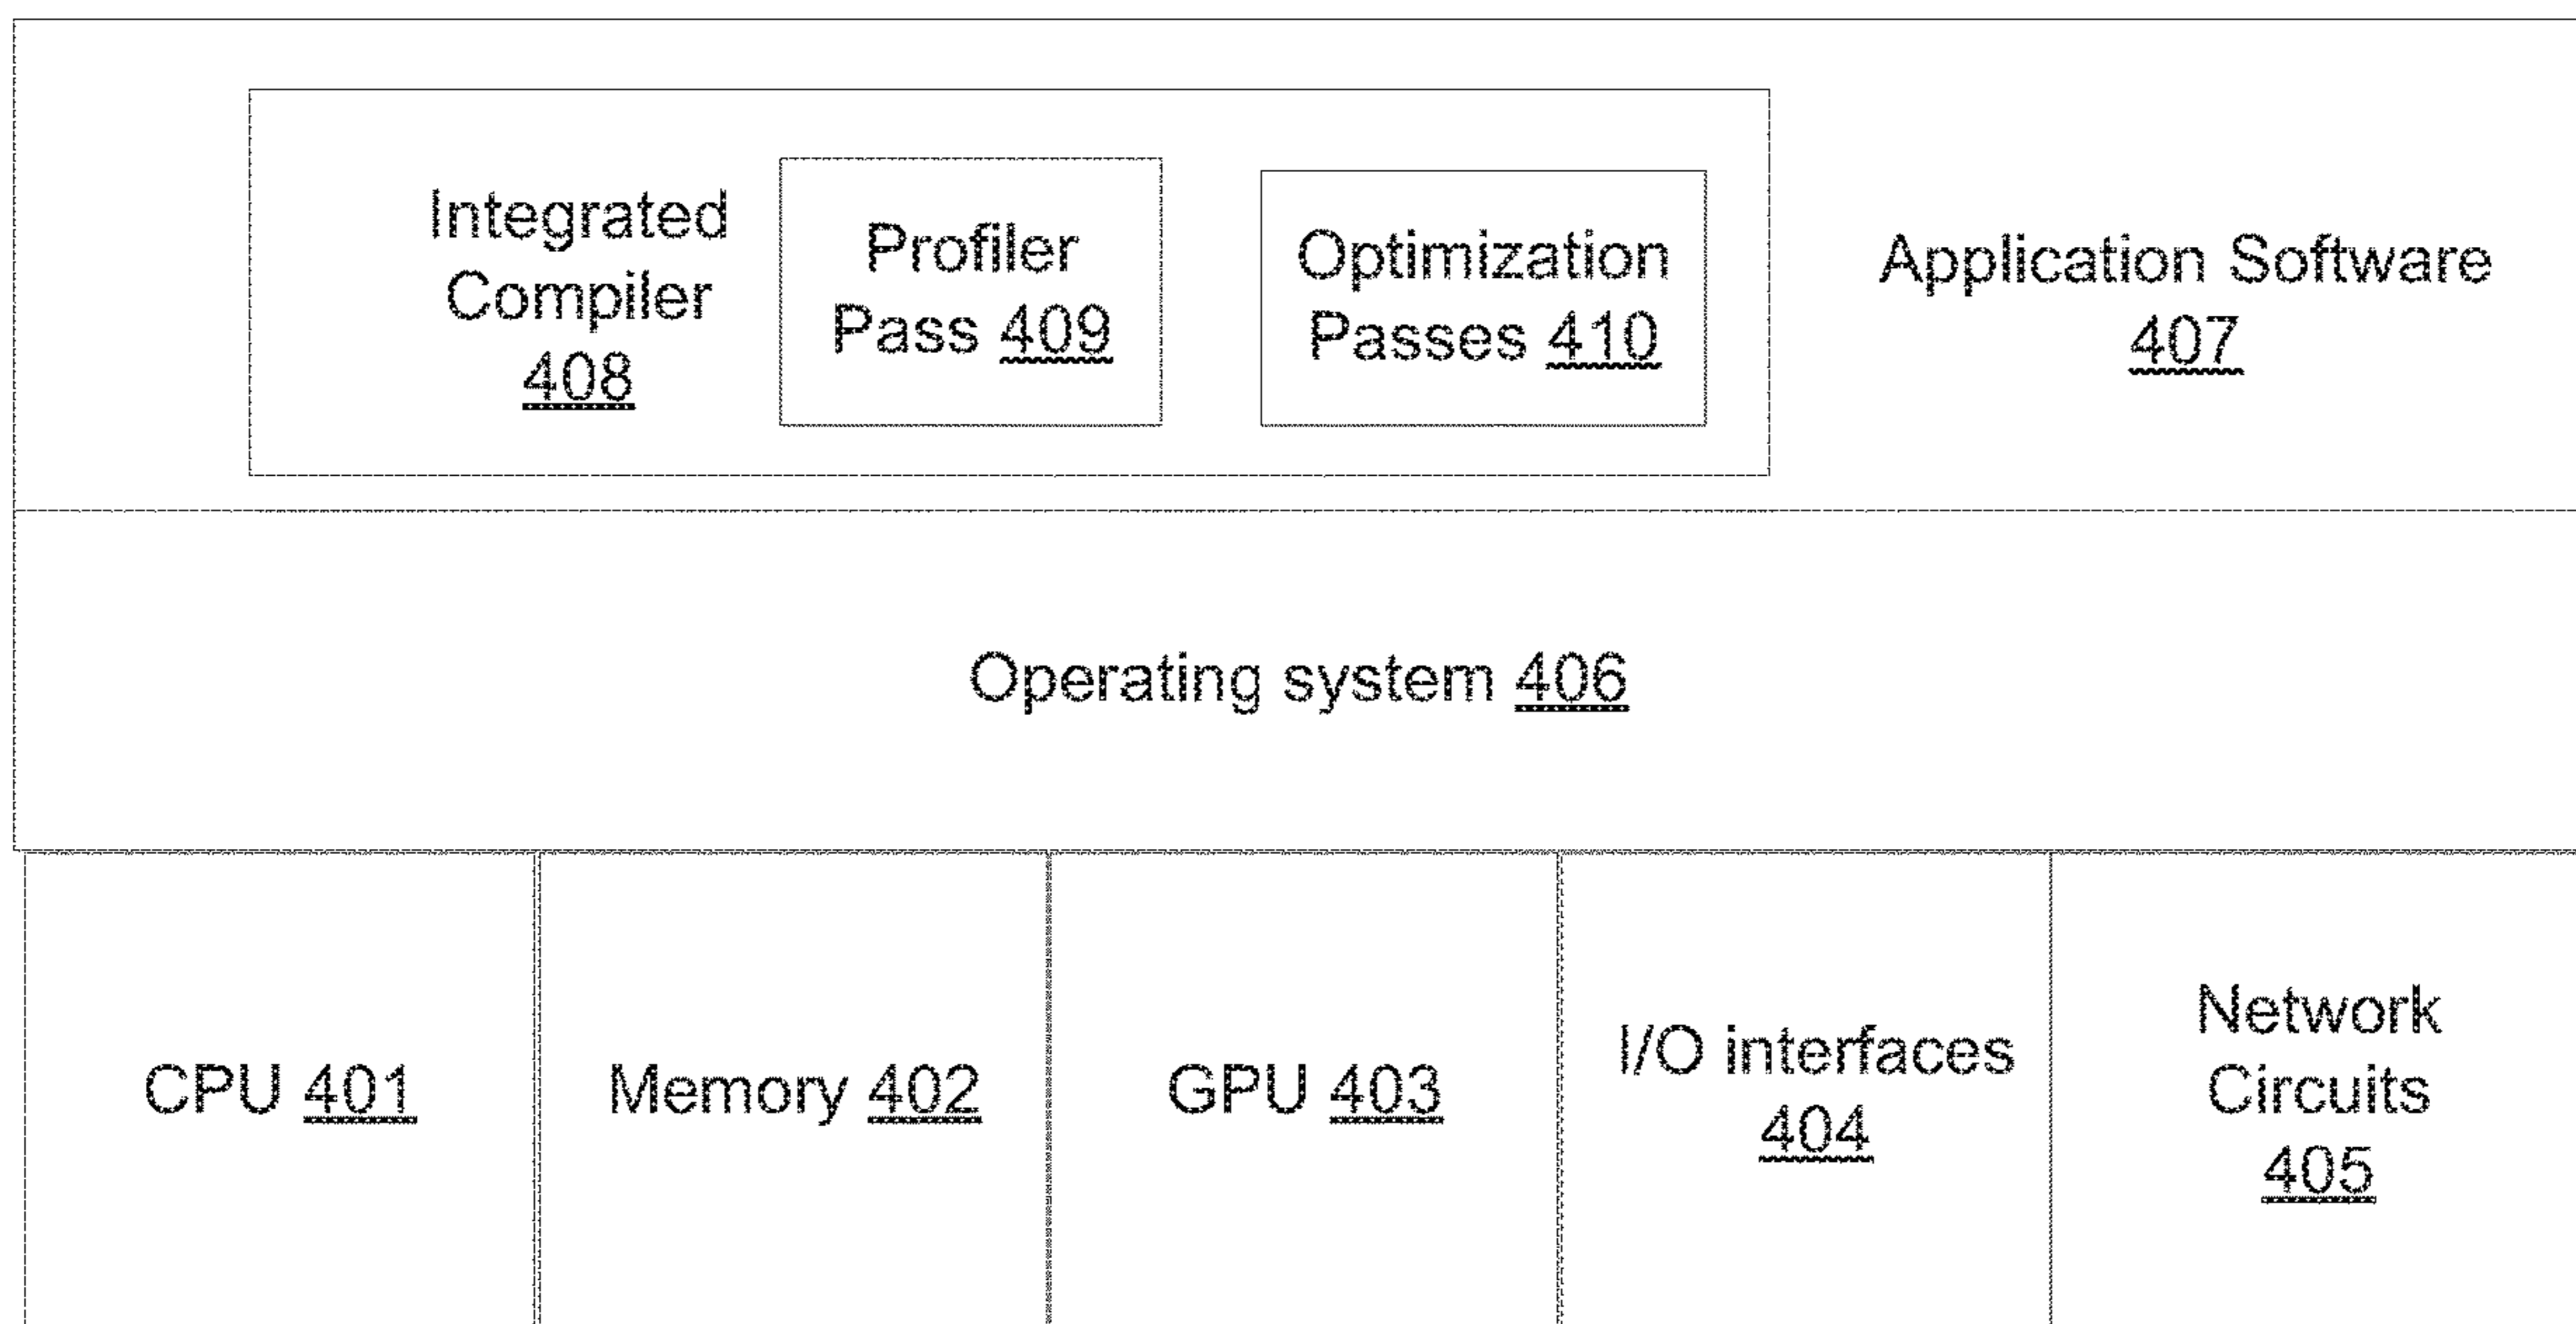 Integrated
Compiler
408
Profiler
Pass 409
Optimization
Passes 410
Application Software
407
Operating system 406
CPU 401
Memory 402
GPU 403
I/O interfaces
404
Network
Circuits
405